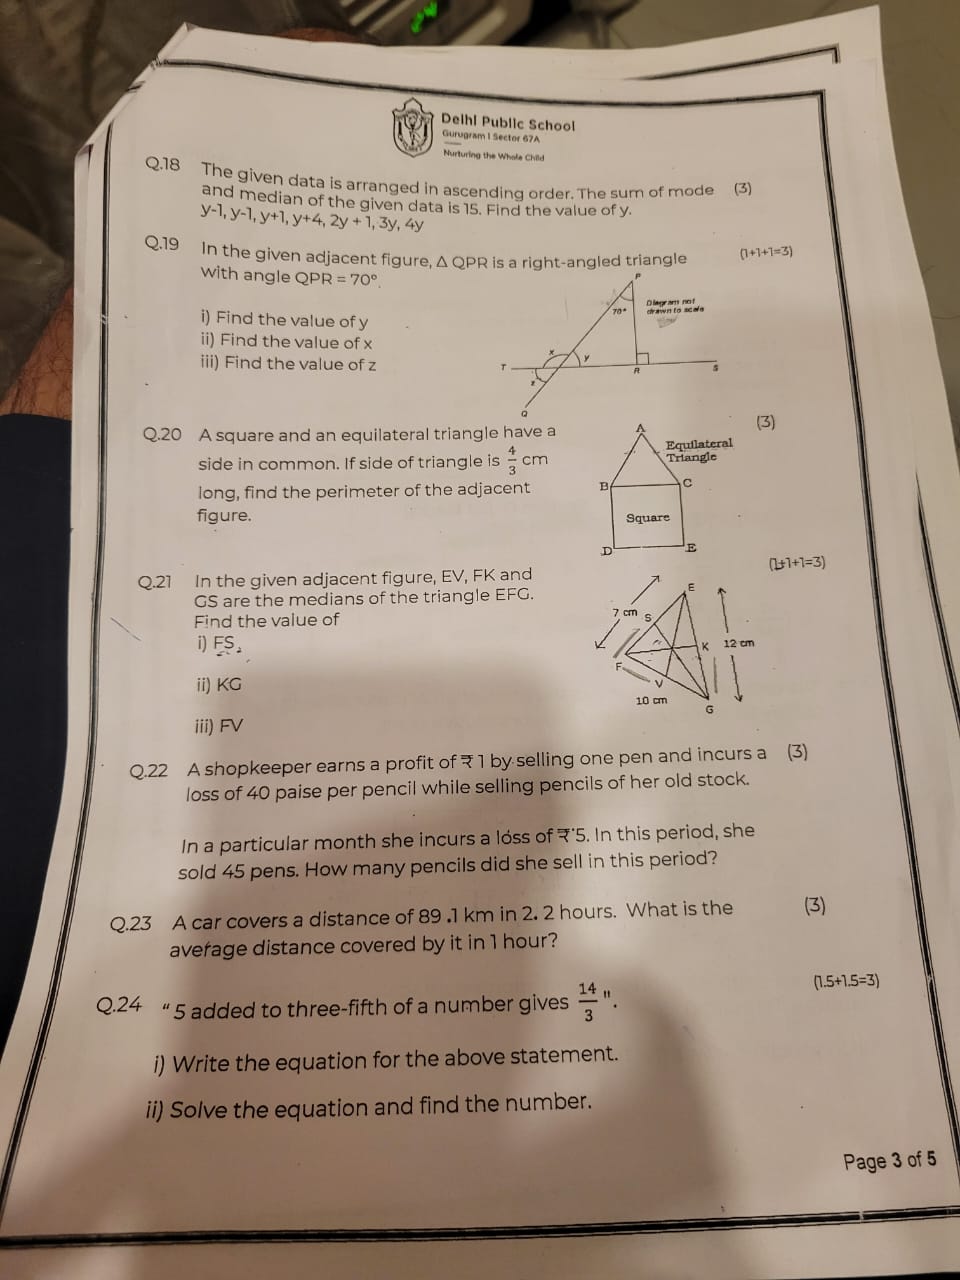 Delhi Public School
Gurugram | Sector 67A
Nurturing the Whole Child
Q.18 The given data is arranged in ascending order. The sum of mode (3)
and median of the given data is 15. Find the value of y.
y-1, y-1, y+1, y+4, 2y + 1, 3y, 4y
Q.19 In the given adjacent figure, Δ QPR is a right-angled triangle (1+1+1=3)
with angle QPR = 70°.
P
70°
Diagram not
drawn to scale
i) Find the value of y
ii) Find the value of x
iii) Find the value of z
T x y z R S
Q
Q.20 A square and an equilateral triangle have a (3)
side in common. If side of triangle is 4/3 cm
long, find the perimeter of the adjacent
figure.
A
Equilateral
Triangle
B C
Square
D E
Q.21 In the given adjacent figure, EV, FK and (1+1+1=3)
GS are the medians of the triangle EFG.
Find the value of
i) FS
ii) KG
iii) FV
E
7 cm S
K 12 cm
F
V
10 cm
G
Q.22 A shopkeeper earns a profit of ₹ 1 by selling one pen and incurs a (3)
loss of 40 paise per pencil while selling pencils of her old stock.
In a particular month she incurs a loss of ₹ 5. In this period, she
sold 45 pens. How many pencils did she sell in this period?
Q.23 A car covers a distance of 89.1 km in 2.2 hours. What is the (3)
average distance covered by it in 1 hour?
Q.24 "5 added to three-fifth of a number gives 14/3". (1.5+1.5=3)
i) Write the equation for the above statement.
ii) Solve the equation and find the number.
Page 3 of 5